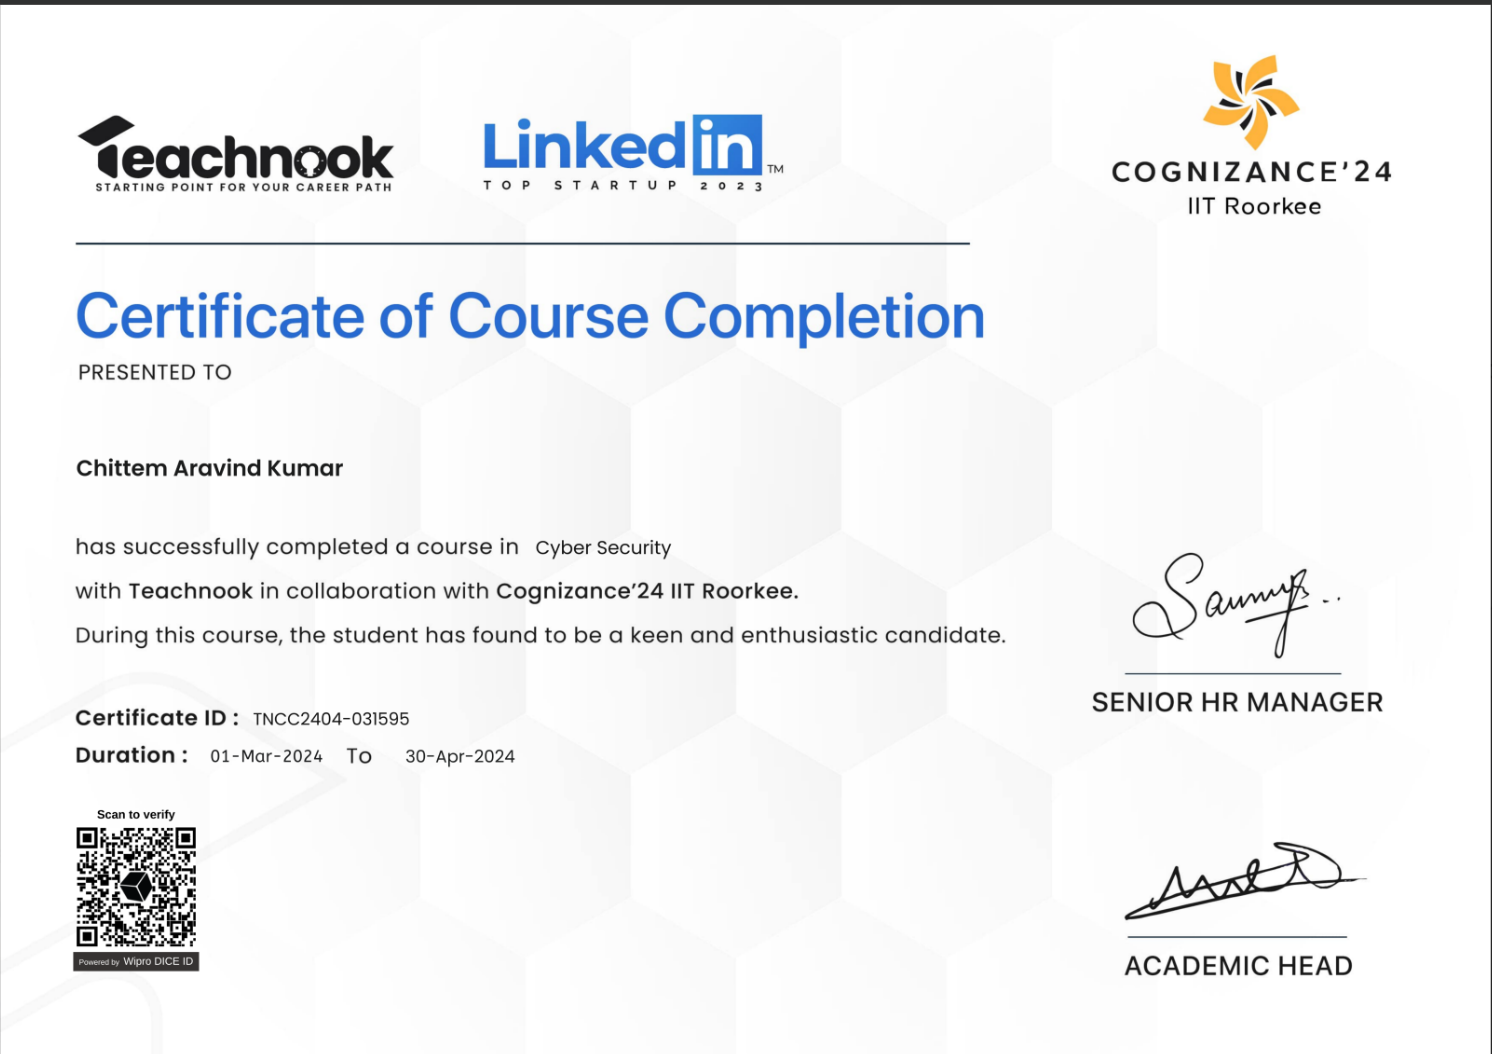 Teachnook
STARTING POINT FOR YOUR CAREER PATH
Linkedin TM
TOP STARTUP 2023
COGNIZANCE'24
IIT Roorkee
Certificate of Course Completion
PRESENTED TO
Chittem Aravind Kumar
has successfully completed a course in Cyber Security
with Teachnook in collaboration with Cognizance'24 IIT Roorkee.
During this course, the student has found to be a keen and enthusiastic candidate.
SENIOR HR MANAGER
Certificate ID : TNCC2404-031595
Duration : 01-Mar-2024 To 30-Apr-2024
Scan to verify
Powered by Wipro DICE ID
ACADEMIC HEAD